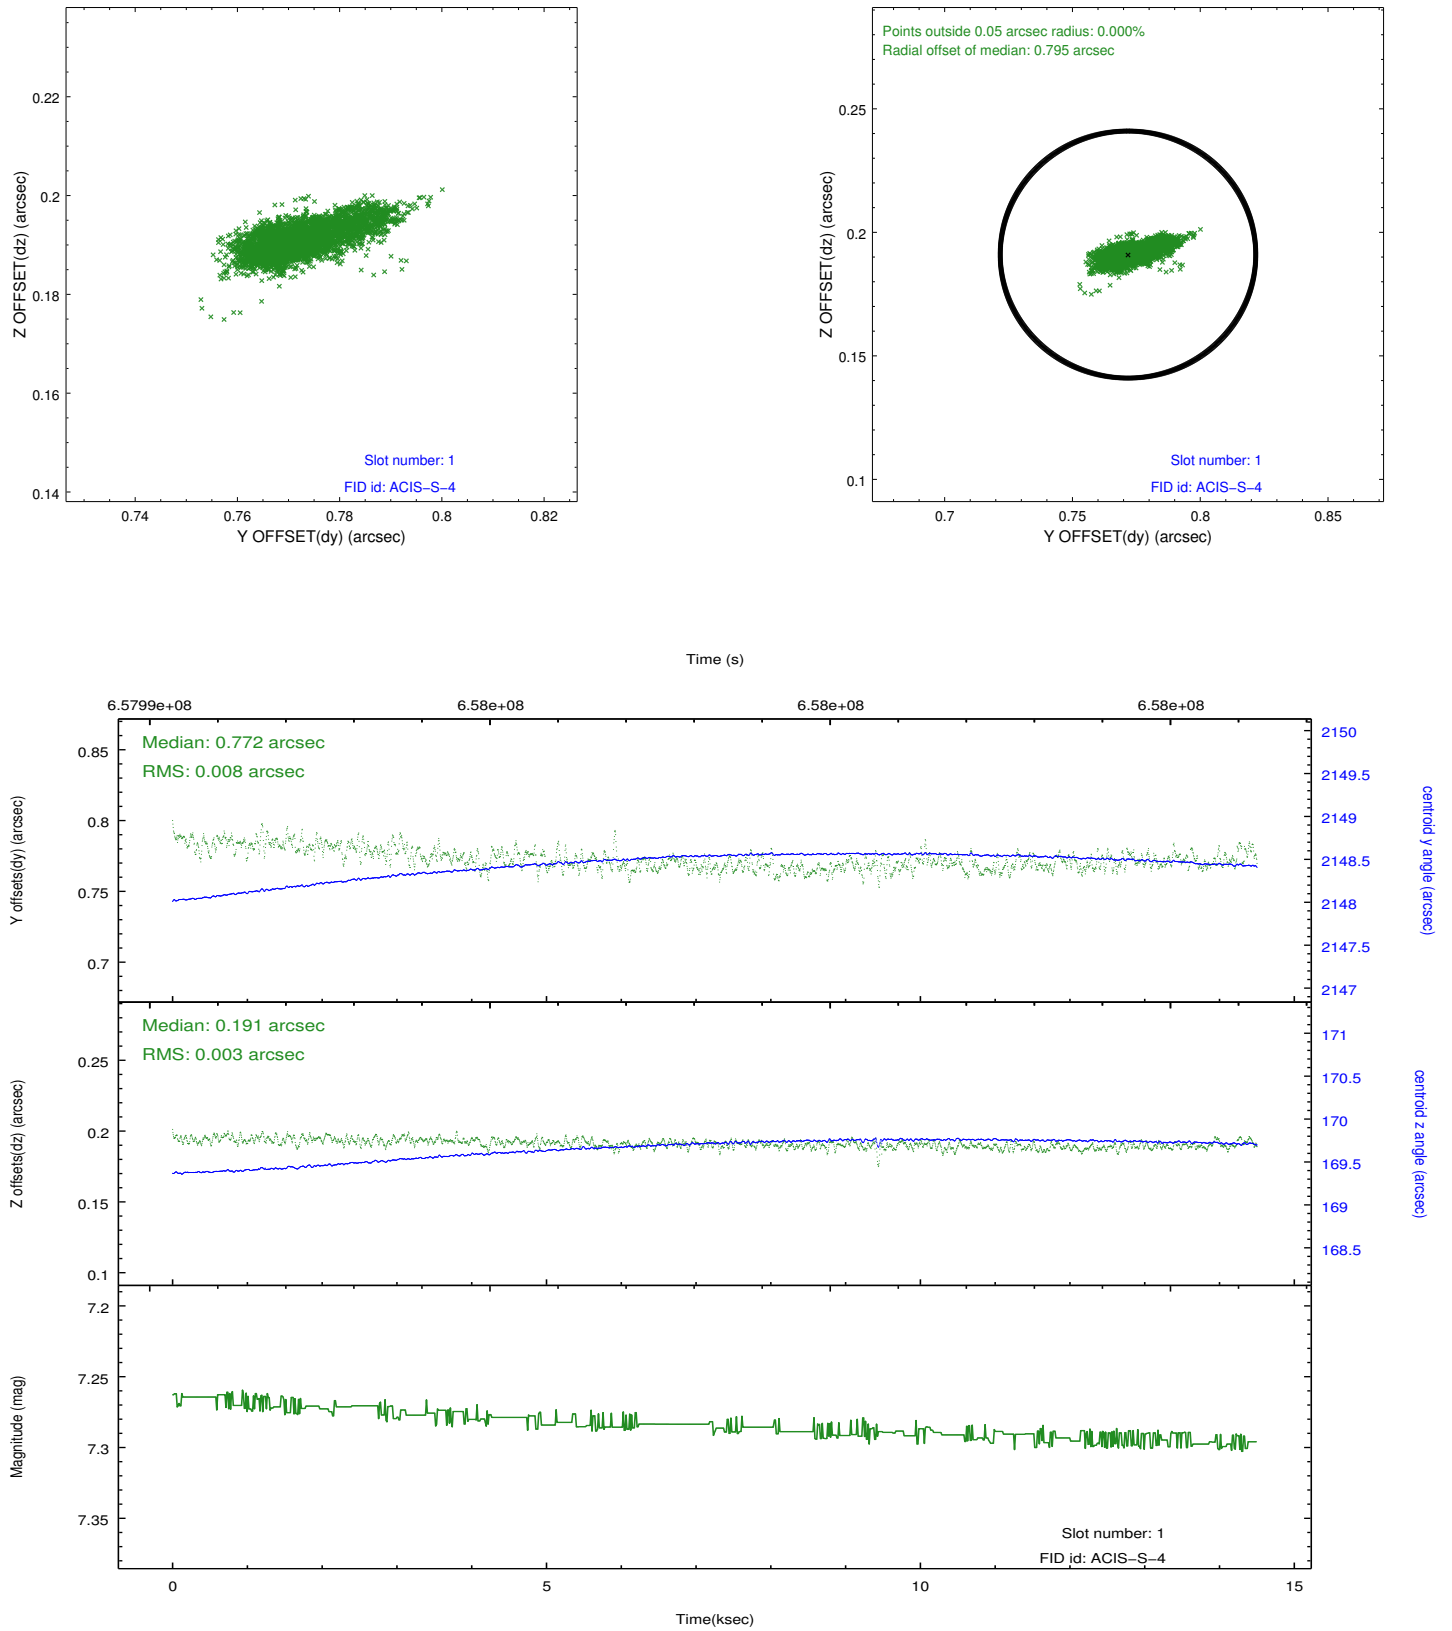 0.22
0.2
0.18
0.16
0.14
Z OFFSET(dz) (arcsec)
Slot number: 1
FID id: ACIS−S−4
0.74 0.76 0.78 0.8 0.82
Y OFFSET(dy) (arcsec)
Points outside 0.05 arcsec radius: 0.000%
Radial offset of median: 0.795 arcsec
0.25
0.2
0.15
0.1
Z OFFSET(dz) (arcsec)
Slot number: 1
FID id: ACIS−S−4
0.7 0.75 0.8 0.85
Y OFFSET(dy) (arcsec)
Time (s)
6.5799e+08 6.58e+08 6.58e+08 6.58e+08
Median: 0.772 arcsec
RMS: 0.008 arcsec
0.85
0.8
0.75
0.7
Y offsets(dy) (arcsec)
2150
2149.5
2149
2148.5
2148
2147.5
2147
centroid y angle (arcsec)
Median: 0.191 arcsec
RMS: 0.003 arcsec
0.25
0.2
0.15
0.1
Z offsets(dz) (arcsec)
171
170.5
170
169.5
169
168.5
centroid z angle (arcsec)
7.2
7.25
7.3
7.35
Magnitude (mag)
Slot number: 1
FID id: ACIS−S−4
0 5 10 15
Time(ksec)